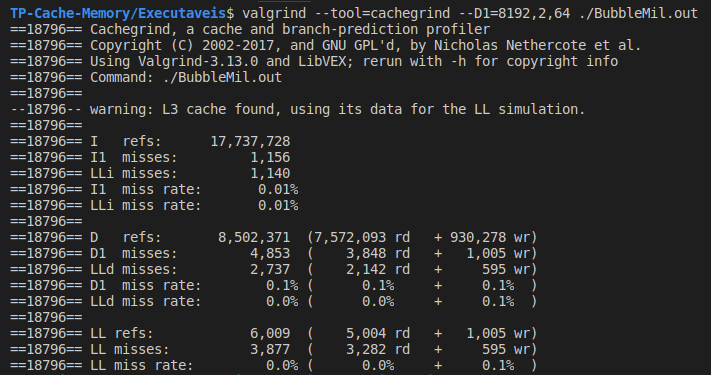 TP-Cache-Memory/Executaveis$ valgrind --tool=cachegrind --D1=8192,2,64 ./BubbleMil.out
==18796== Cachegrind, a cache and branch-prediction profiler
==18796== Copyright (C) 2002-2017, and GNU GPL'd, by Nicholas Nethercote et al.
==18796== Using Valgrind-3.13.0 and LibVEX; rerun with -h for copyright info
==18796== Command: ./BubbleMil.out
==18796==
--18796-- warning: L3 cache found, using its data for the LL simulation.
==18796==
==18796== I   refs:      17,737,728
==18796== I1  misses:         1,156
==18796== LLi misses:         1,140
==18796== I1  miss rate:       0.01%
==18796== LLi miss rate:       0.01%
==18796==
==18796== D   refs:       8,502,371  (7,572,093 rd   + 930,278 wr)
==18796== D1  misses:         4,853  (    3,848 rd   +   1,005 wr)
==18796== LLd misses:         2,737  (    2,142 rd   +     595 wr)
==18796== D1  miss rate:        0.1% (      0.1%     +     0.1%  )
==18796== LLd miss rate:        0.0% (      0.0%     +     0.1%  )
==18796==
==18796== LL refs:            6,009  (    5,004 rd   +   1,005 wr)
==18796== LL misses:          3,877  (    3,282 rd   +     595 wr)
==18796== LL miss rate:         0.0% (      0.0%     +     0.1%  )